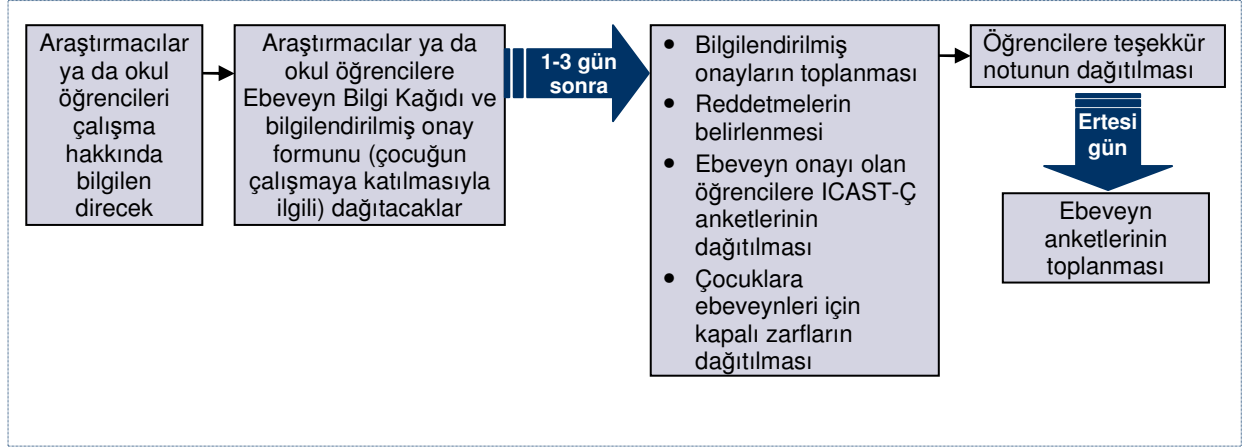 Araştırmacılar
ya da okul
öğrencileri
çalışma
hakkında
bilgilen
direcek
Araştırmacılar ya da
okul öğrencilere
Ebeveyn Bilgi Kağıdı ve
bilgilendirilmiş onay
formunu (çocuğun
çalışmaya katılmasıyla
ilgili) dağıtacaklar
1-3 gün
sonra
• Bilgilendirilmiş
onayların toplanması
• Reddetmelerin
belirlenmesi
• Ebeveyn onayı olan
öğrencilere ICAST-Ç
anketlerinin
dağıtılması
• Çocuklara
ebeveynleri için
kapalı zarfların
dağıtılması
Öğrencilere teşekkür
notunun dağıtılması
Ertesi
gün
Ebeveyn
anketlerinin
toplanması